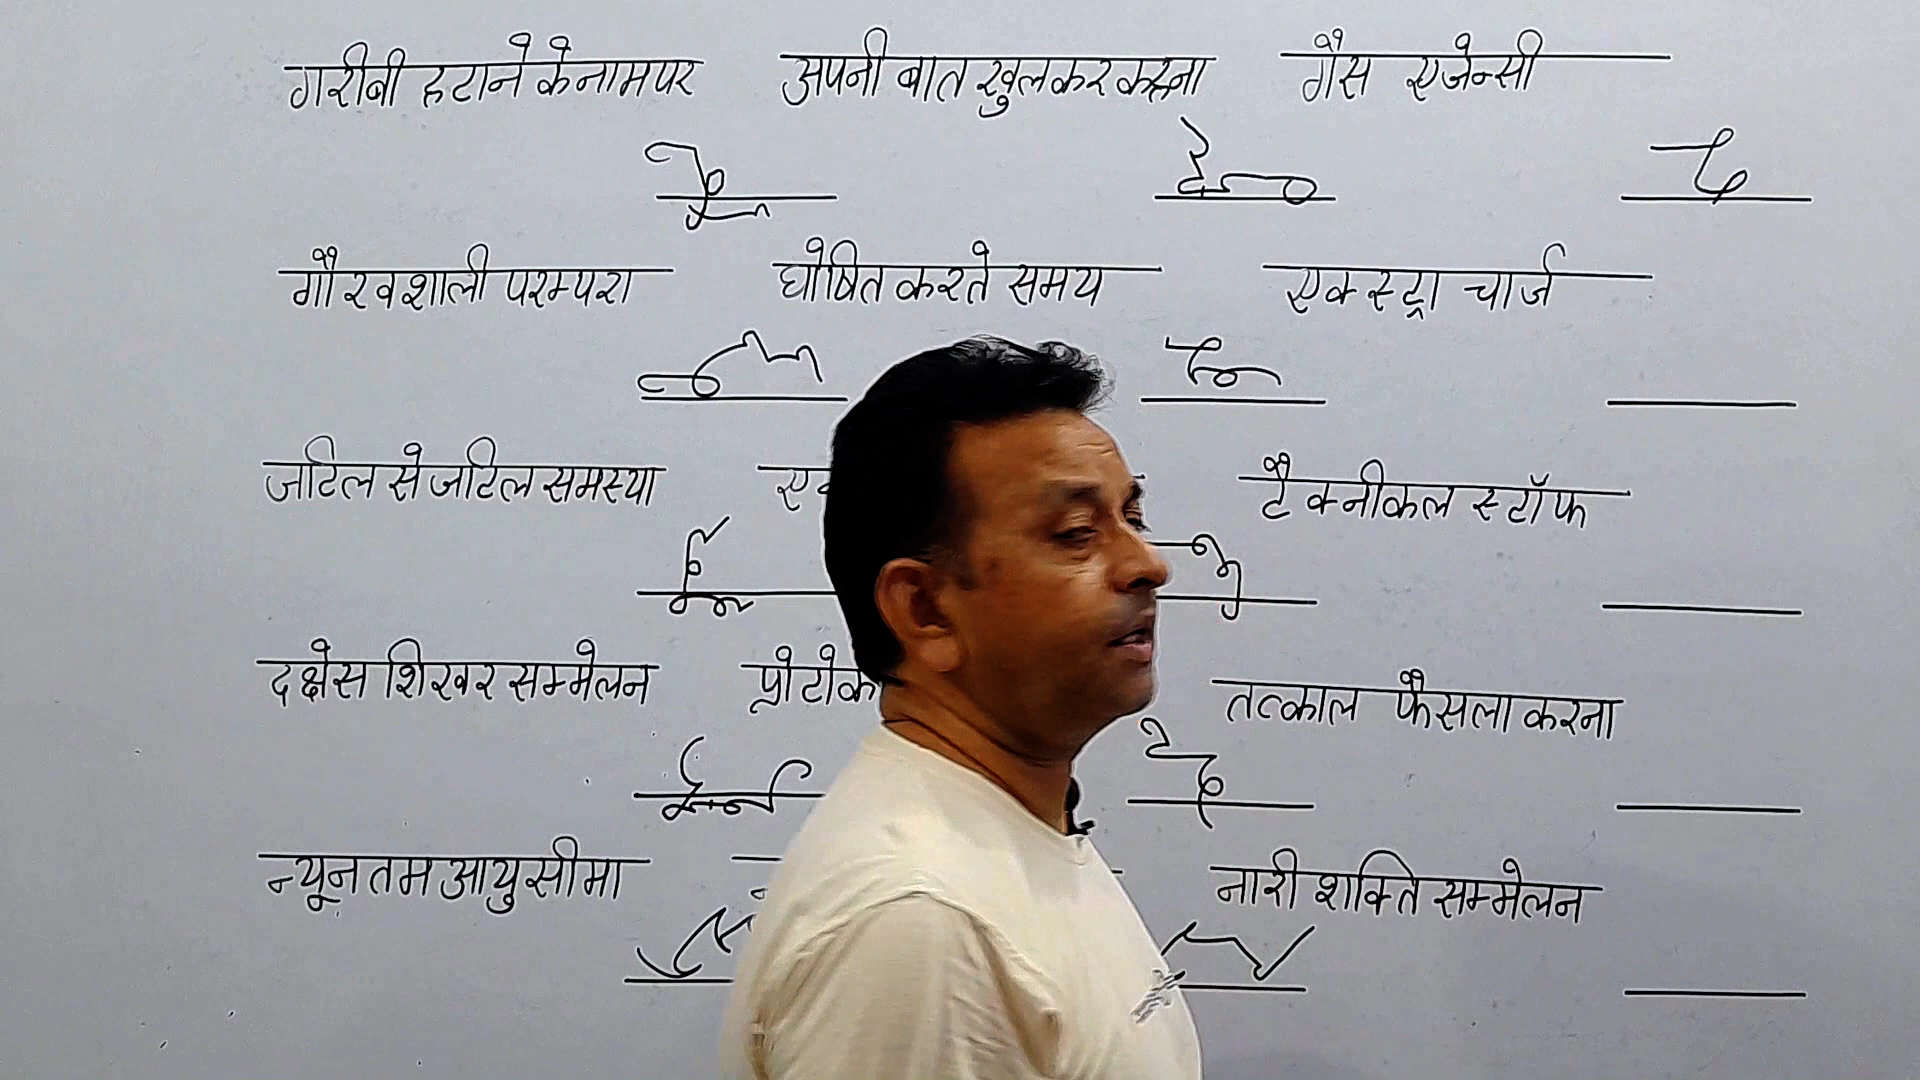 गरीबी हटाने के नाम पर अपनी बात खुलकर कहना गैस एजेन्सी
गौरवशाली परम्परा घोषित करते समय एक्स्ट्रा चार्ज
जटिल से जटिल समस्या टैक्नीकल स्टॉफ
दक्षेस शिखर सम्मेलन तत्काल फैसला करना
न्यूनतम आयु सीमा नारी शक्ति सम्मेलन